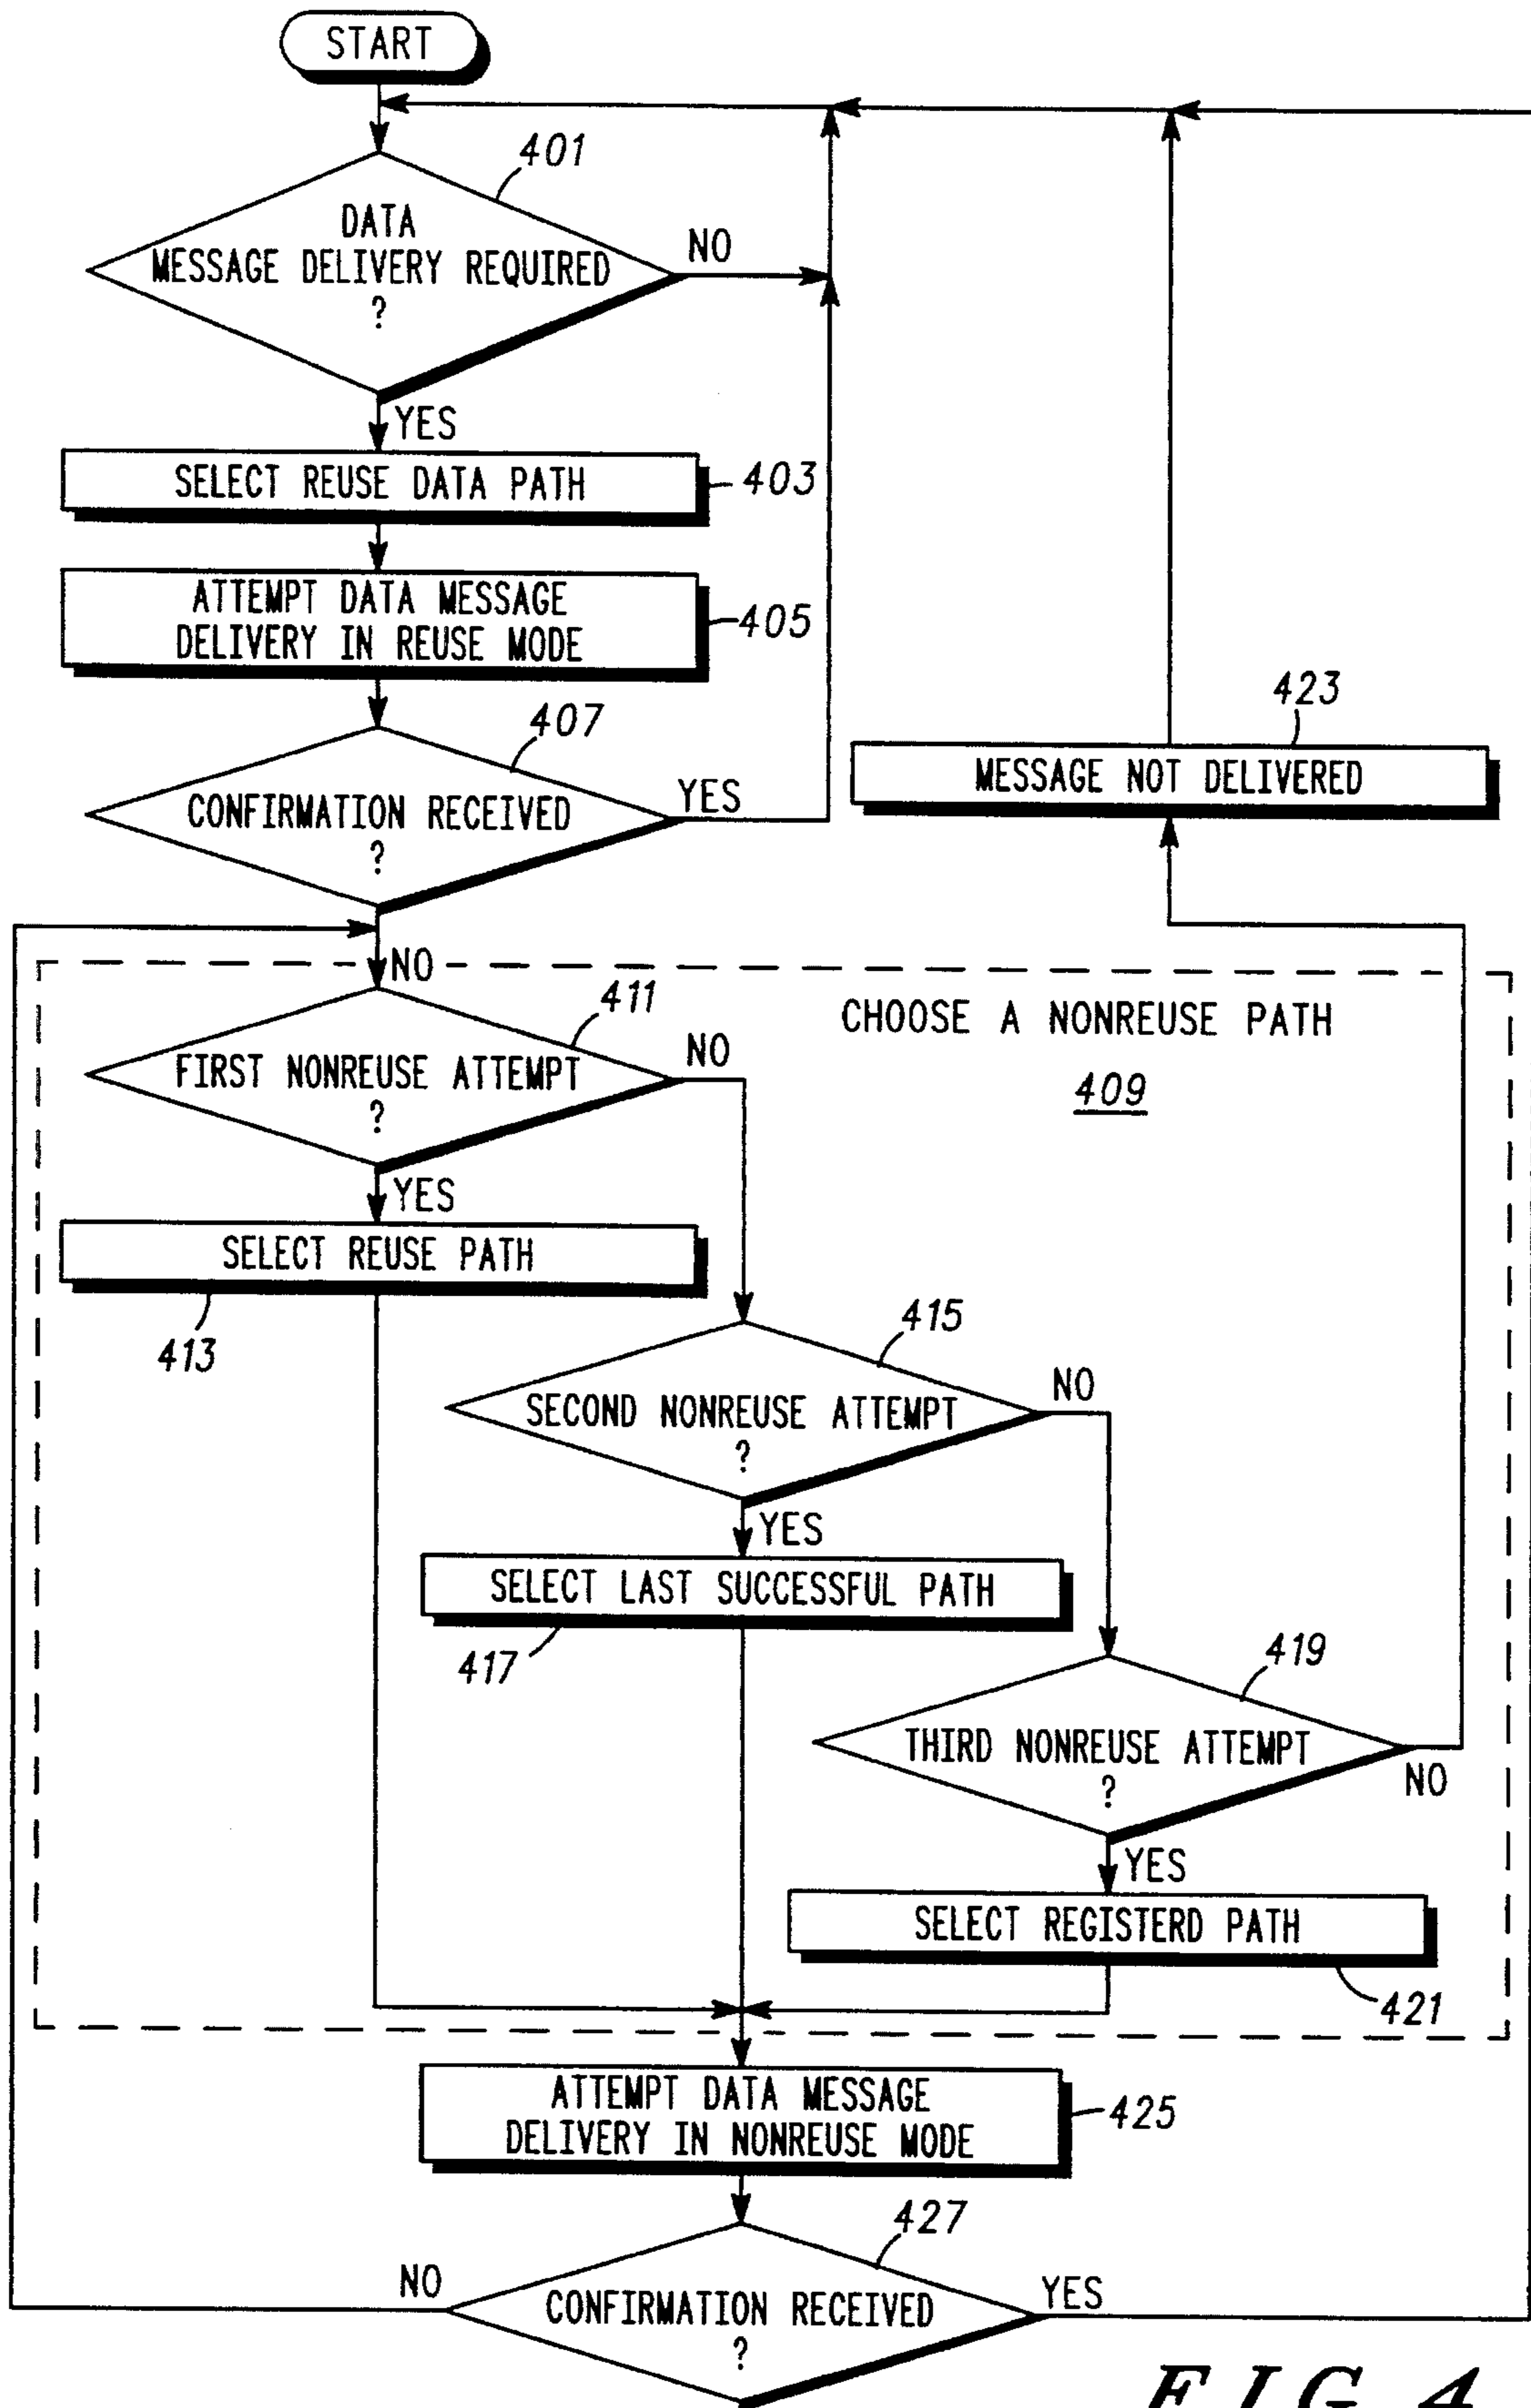 START
401
DATA
MESSAGE DELIVERY REQUIRED
?
NO
YES
SELECT REUSE DATA PATH
403
ATTEMPT DATA MESSAGE
DELIVERY IN REUSE MODE
405
407
CONFIRMATION RECEIVED
?
YES
423
MESSAGE NOT DELIVERED
NO
CHOOSE A NONREUSE PATH
409
411
FIRST NONREUSE ATTEMPT
?
NO
YES
SELECT REUSE PATH
413
415
SECOND NONREUSE ATTEMPT
?
NO
YES
SELECT LAST SUCCESSFUL PATH
417
419
THIRD NONREUSE ATTEMPT
?
NO
YES
SELECT REGISTERD PATH
421
ATTEMPT DATA MESSAGE
DELIVERY IN NONREUSE MODE
425
427
CONFIRMATION RECEIVED
?
NO
YES
FIG. 4